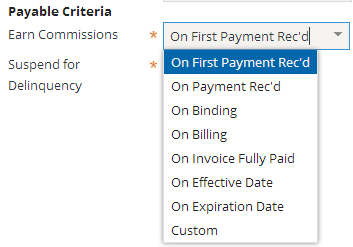 Payable Criteria
Earn Commissions * On First Payment Rec'd
On First Payment Rec'd
Suspend for Delinquency *
On Payment Rec'd
On Binding
On Billing
On Invoice Fully Paid
On Effective Date
On Expiration Date
Custom